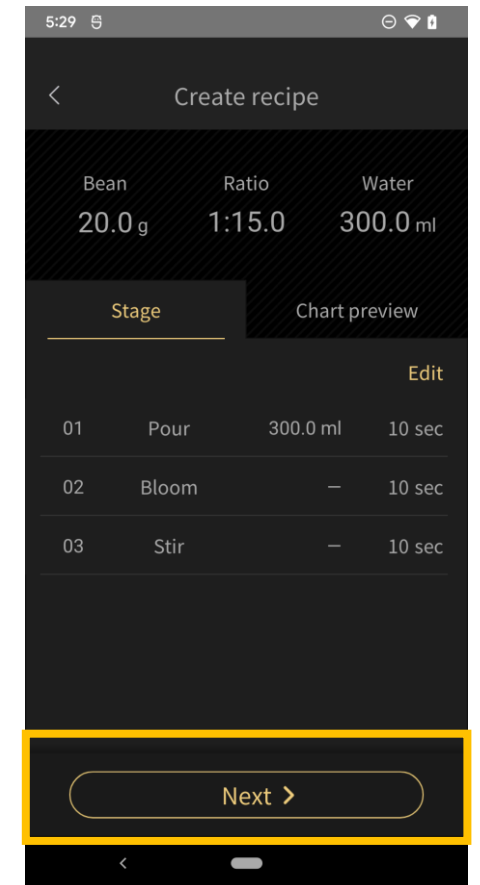 5:29
Create recipe
Bean Ratio Water
20.0 g 1:15.0 300.0 ml
Stage Chart preview
Edit
01 Pour 300.0 ml 10 sec
02 Bloom – 10 sec
03 Stir – 10 sec
Next >